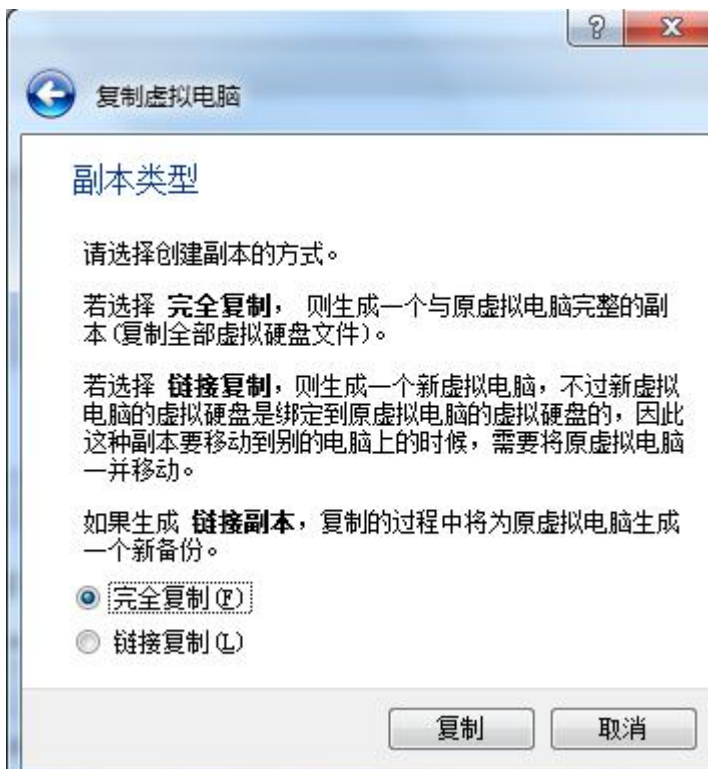 复制虚拟电脑
副本类型
请选择创建副本的方式。
若选择 完全复制， 则生成一个与原虚拟电脑完整的副
本(复制全部虚拟硬盘文件)。
若选择 链接复制，则生成一个新虚拟电脑，不过新虚拟
电脑的虚拟硬盘是绑定到原虚拟电脑的虚拟硬盘的，因此
这种副本要移动到别的电脑上的时候，需要将原虚拟电脑
一并移动。
如果生成 链接副本，复制的过程中将为原虚拟电脑生成
一个新备份。
完全复制(F)
链接复制(L)
复制 取消